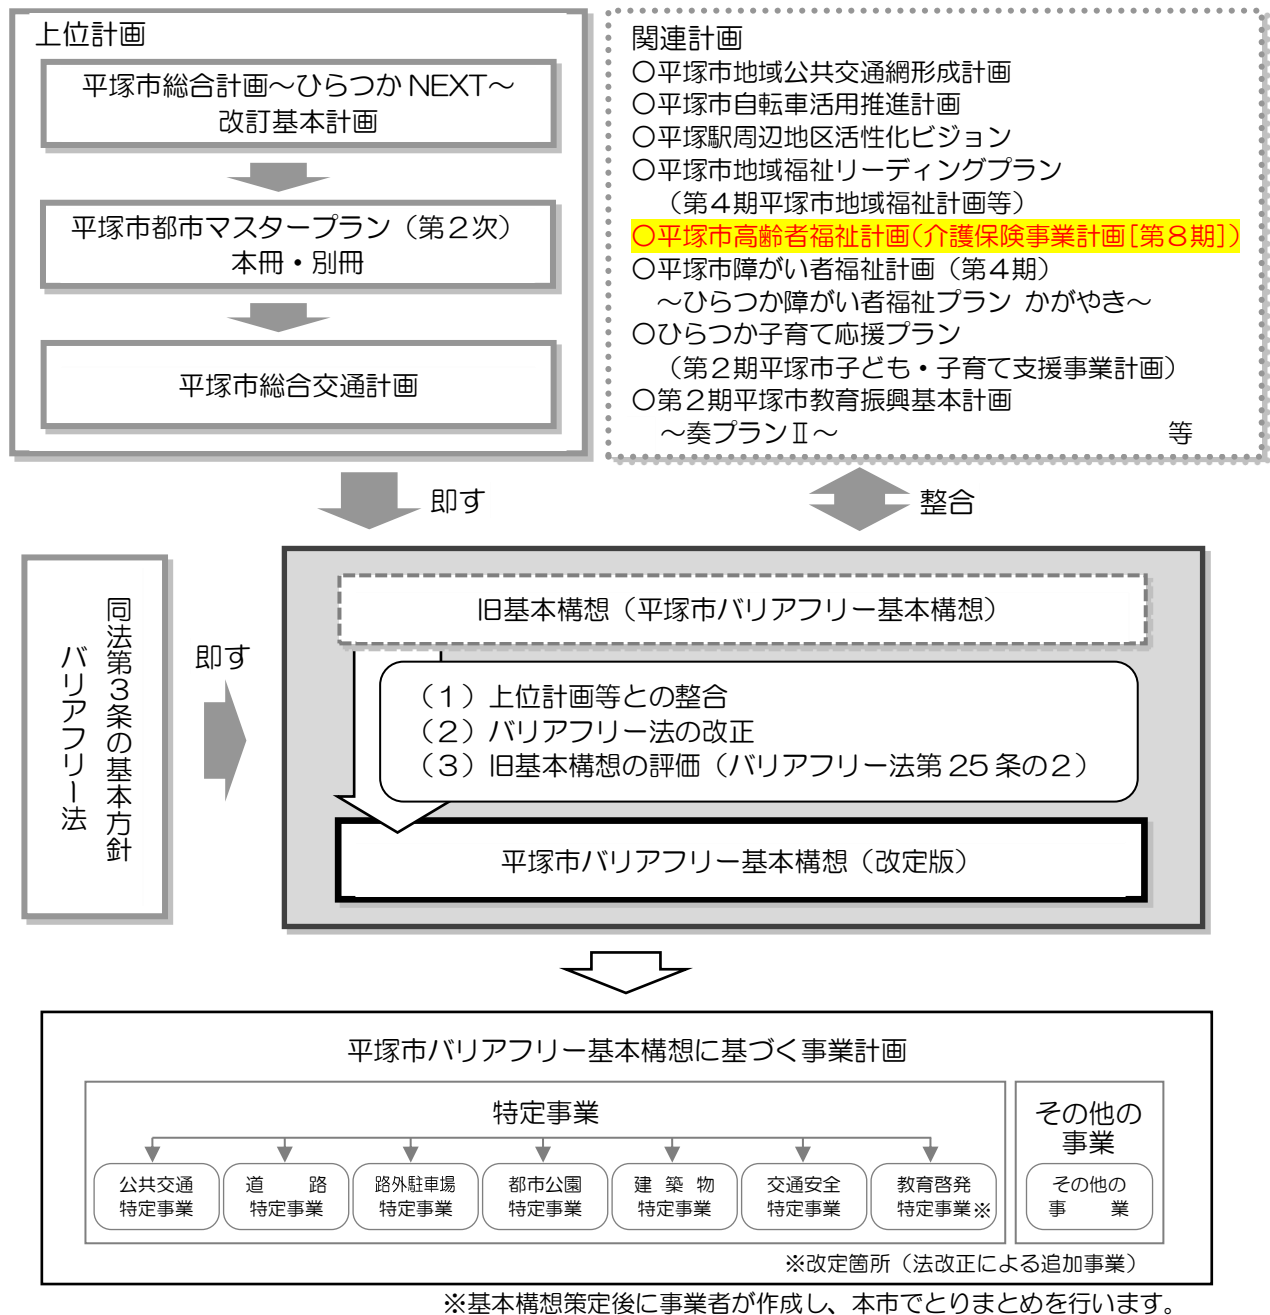 上位計画
平塚市総合計画～ひらつか NEXT～
改訂基本計画
平塚市都市マスタープラン（第２次）
本冊・別冊
平塚市総合交通計画
関連計画
〇平塚市地域公共交通網形成計画
〇平塚市自転車活用推進計画
〇平塚駅周辺地区活性化ビジョン
〇平塚市地域福祉リーディングプラン
（第４期平塚市地域福祉計画等）
〇平塚市高齢者福祉計画(介護保険事業計画[第８期])
〇平塚市障がい者福祉計画（第４期）
～ひらつか障がい者福祉プラン かがやき～
〇ひらつか子育て応援プラン
（第２期平塚市子ども・子育て支援事業計画）
〇第２期平塚市教育振興基本計画
～奏プランⅡ～ 等
即す
整合
バリアフリー法
同法第３条の基本方針
即す
旧基本構想（平塚市バリアフリー基本構想）
（１）上位計画等との整合
（２）バリアフリー法の改正
（３）旧基本構想の評価（バリアフリー法第 25 条の２）
平塚市バリアフリー基本構想（改定版）
平塚市バリアフリー基本構想に基づく事業計画
特定事業
公共交通
特定事業
道　　路
特定事業
路外駐車場
特定事業
都市公園
特定事業
建 築 物
特定事業
交通安全
特定事業
教育啓発
特定事業※
その他の
事業
その他の
事　　業
※改定箇所（法改正による追加事業）
※基本構想策定後に事業者が作成し、本市でとりまとめを行います。